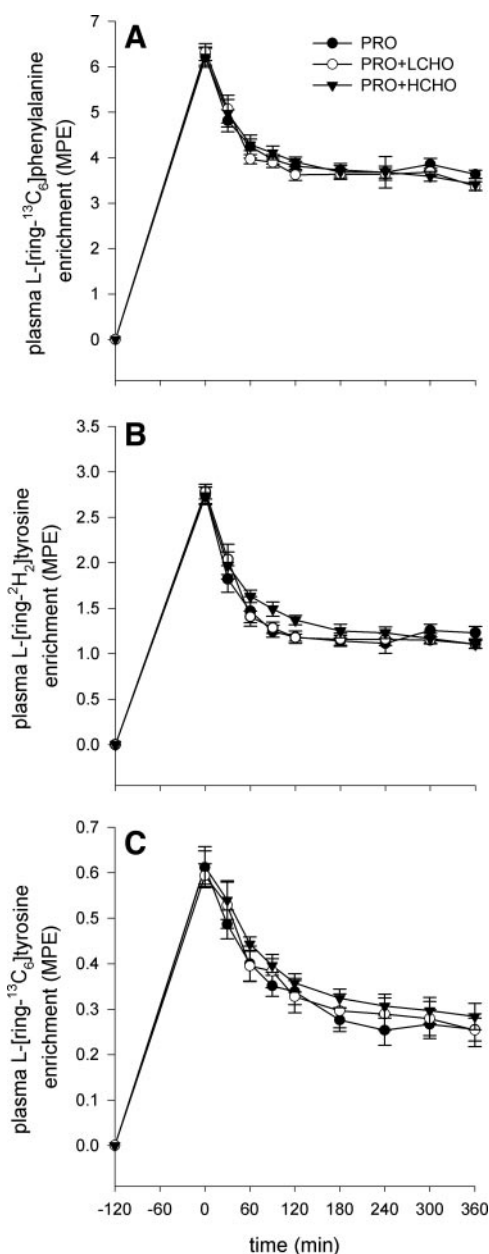 A
PRO
PRO+LCHO
PRO+HCHO
7
6
5
4
3
2
1
0
plasma L-[ring-¹³C₆]phenylalanine
enrichment (MPE)
B
3.5
3.0
2.5
2.0
1.5
1.0
0.5
0.0
plasma L-[ring-²H₂]tyrosine
enrichment (MPE)
C
0.7
0.6
0.5
0.4
0.3
0.2
0.1
0.0
plasma L-[ring-¹³C₆]tyrosine
enrichment (MPE)
-120 -60 0 60 120 180 240 300 360
time (min)